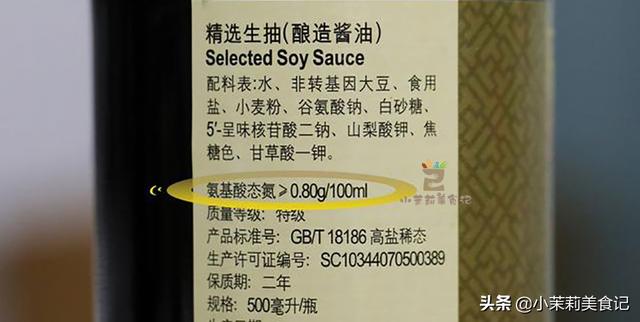 精选生抽(酿造酱油)
Selected Soy Sauce
配料表:水、非转基因大豆、食用
盐、小麦粉、谷氨酸钠、白砂糖、
5′-呈味核苷酸二钠、山梨酸钾、焦
糖色、甘草酸一钾。
氨基酸态氮≥0.80g/100ml
小茉莉美食记
质量等级: 特级
产品标准号: GB/T 18186 高盐稀态
生产许可证编号: SC10344070500389
保质期: 二年
规格: 500毫升/瓶
头条 @小茉莉美食记